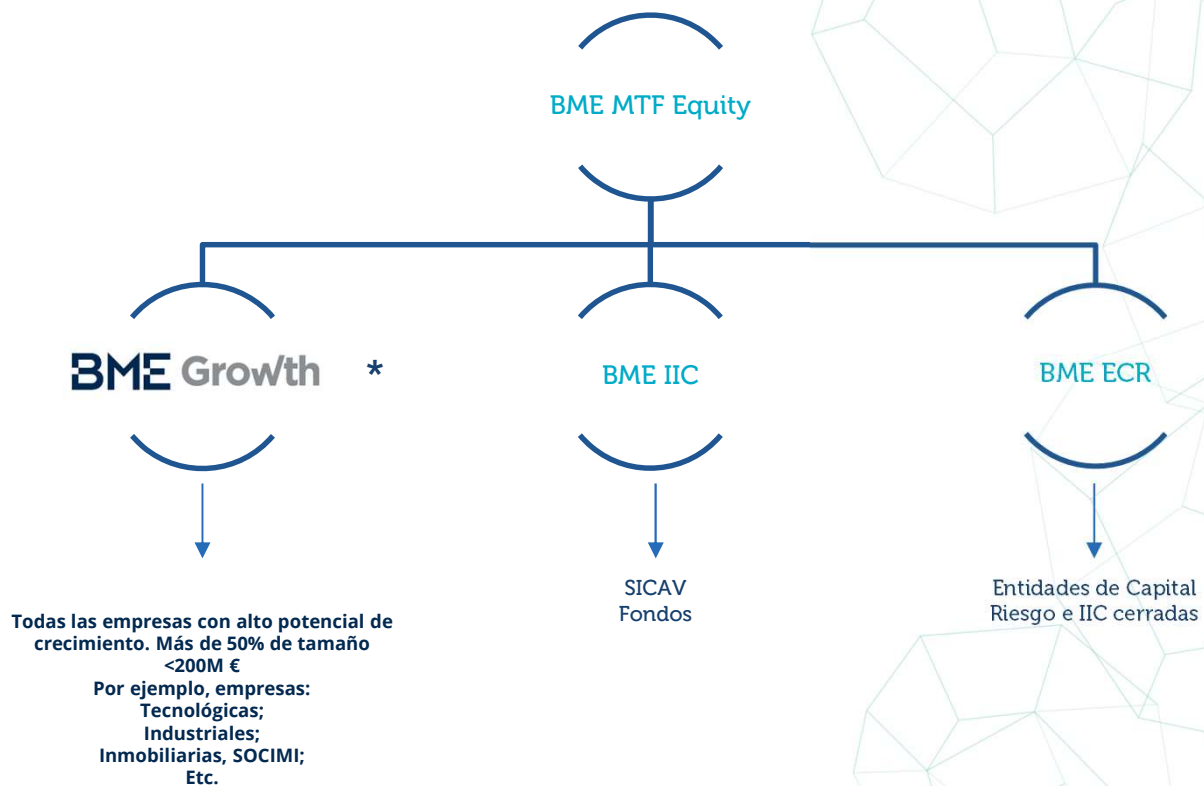 BME MTF Equity
BME Growth *
BME IIC
BME ECR
Todas las empresas con alto potencial de
crecimiento. Más de 50% de tamaño
<200M €
Por ejemplo, empresas:
Tecnológicas;
Industriales;
Inmobiliarias, SOCIMI;
Etc.
SICAV
Fondos
Entidades de Capital
Riesgo e IIC cerradas